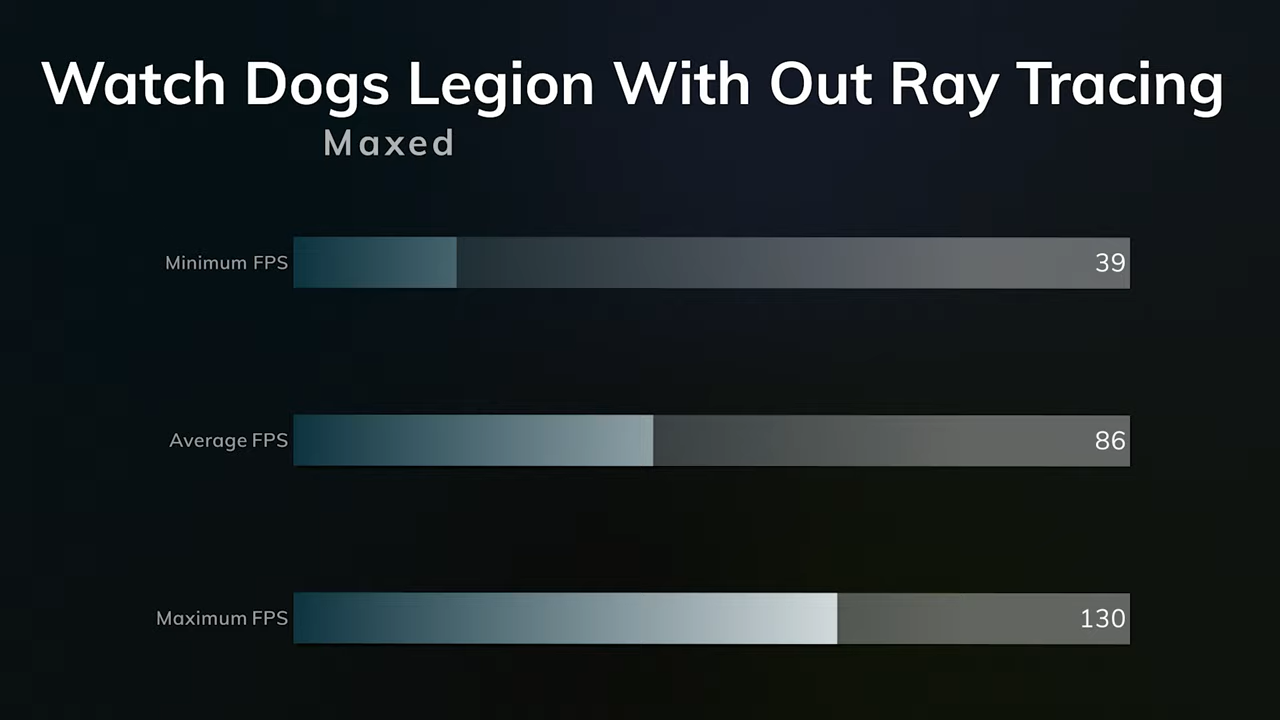 Watch Dogs Legion With Out Ray Tracing
Maxed
Minimum FPS 39
Average FPS 86
Maximum FPS 130